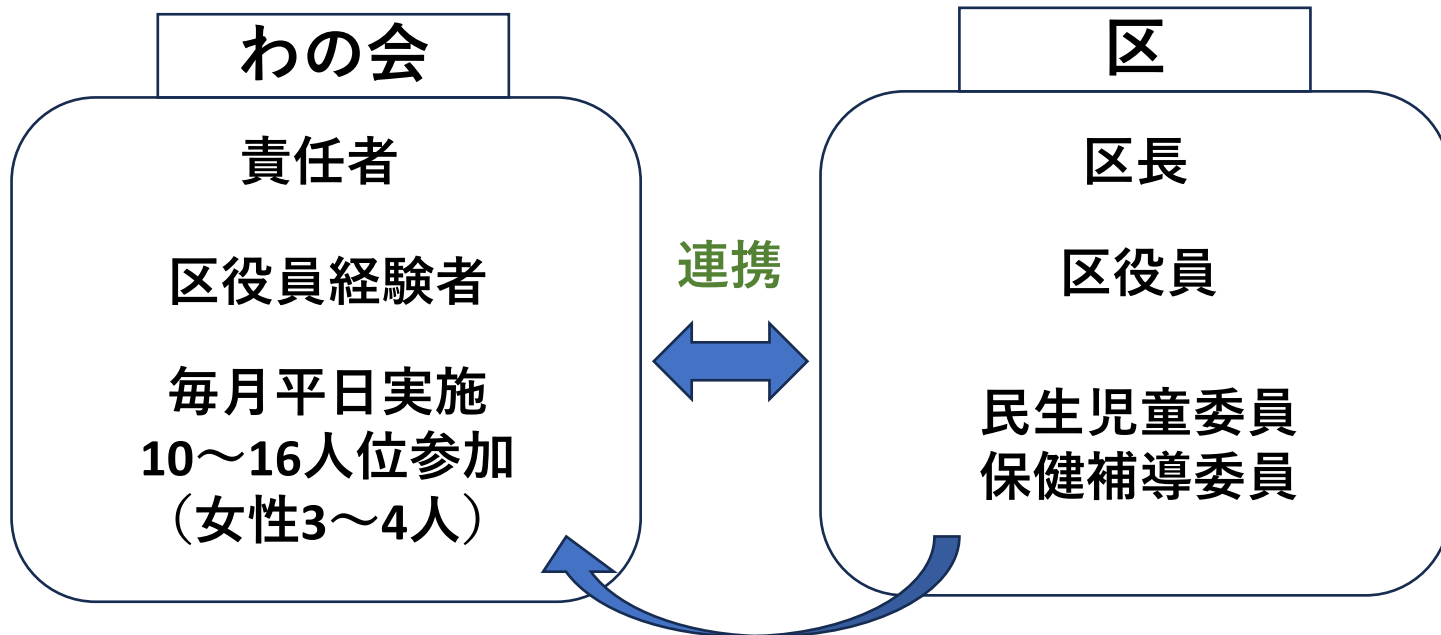 わの会
責任者
区役員経験者
毎月平日実施
10～16人位参加
（女性3～4人）
連携
区
区長
区役員
民生児童委員
保健補導委員